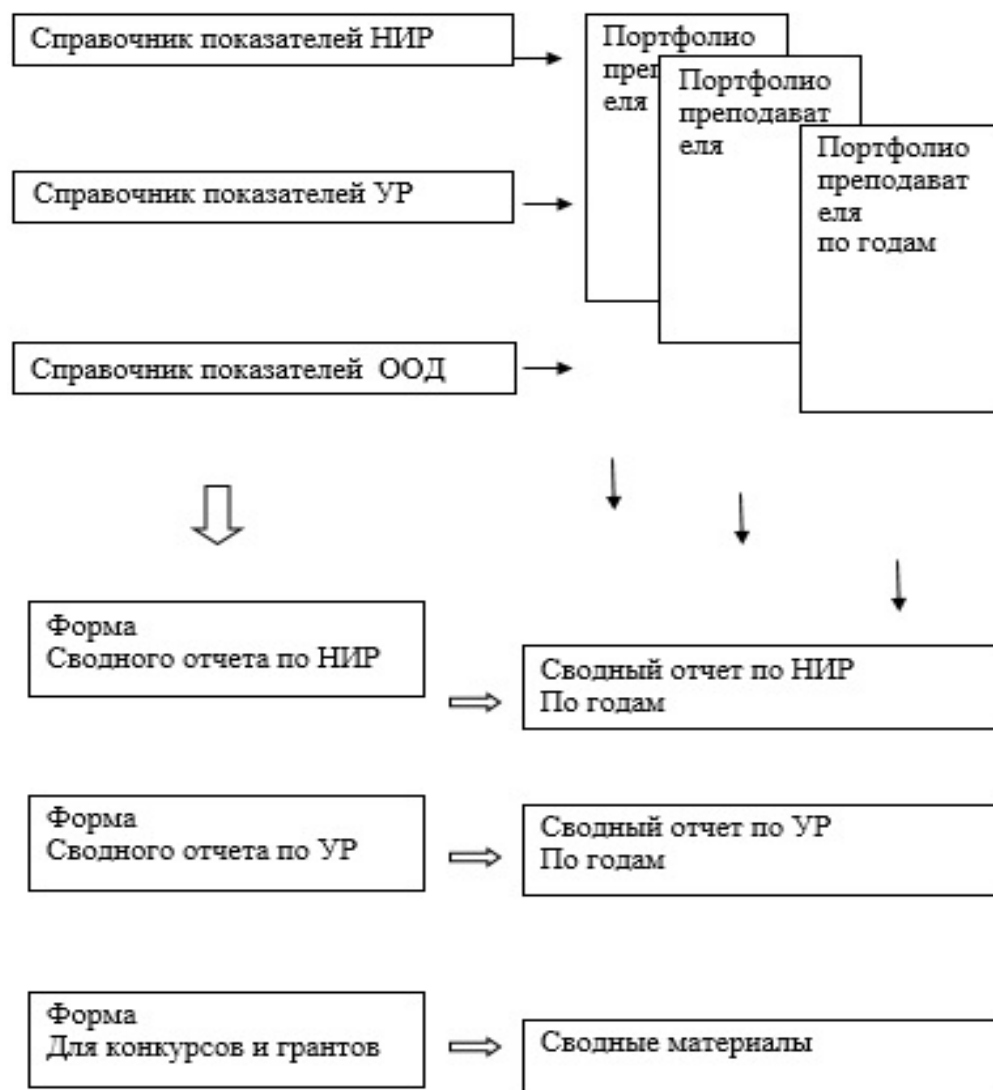 Справочник показателей НИР
Портфолио
преп
еля
Портфолио
преподават
еля
Портфолио
преподават
еля
по годам
Справочник показателей УР
Справочник показателей ООД
Форма
Сводного отчета по НИР
Сводный отчет по НИР
По годам
Форма
Сводного отчета по УР
Сводный отчет по УР
По годам
Форма
Для конкурсов и грантов
Сводные материалы